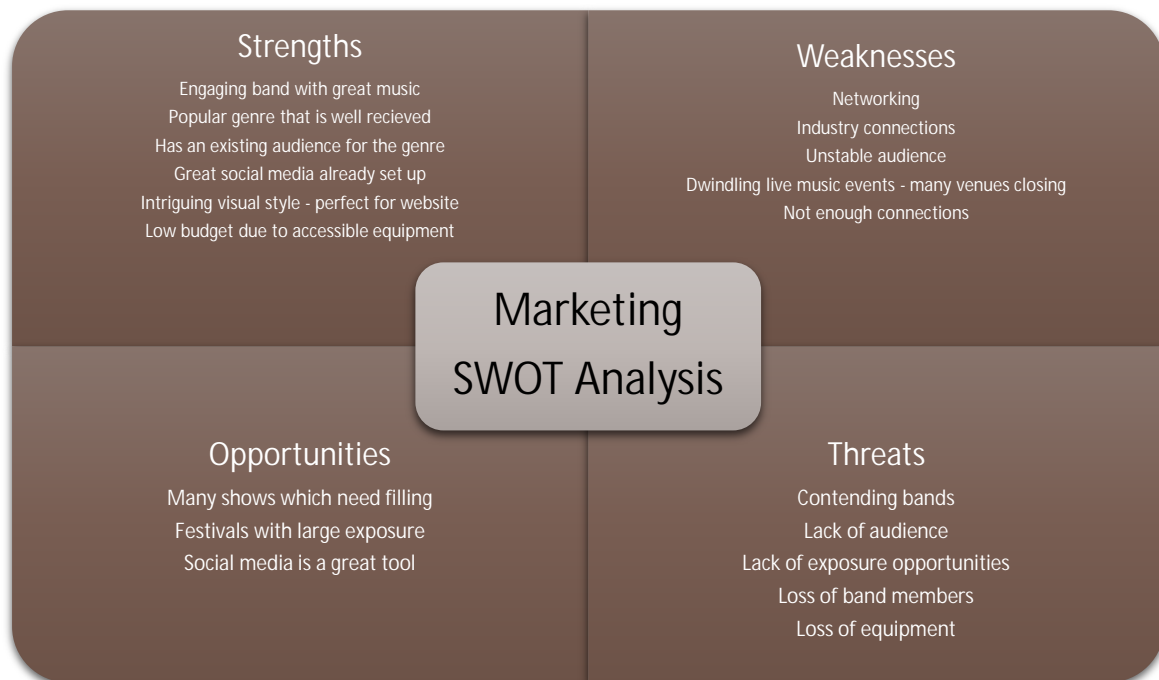 Strengths
Engaging band with great music
Popular genre that is well recieved
Has an existing audience for the genre
Great social media already set up
Intriguing visual style - perfect for website
Low budget due to accessible equipment
Weaknesses
Networking
Industry connections
Unstable audience
Dwindling live music events - many venues closing
Not enough connections
Marketing
SWOT Analysis
Opportunities
Many shows which need filling
Festivals with large exposure
Social media is a great tool
Threats
Contending bands
Lack of audience
Lack of exposure opportunities
Loss of band members
Loss of equipment